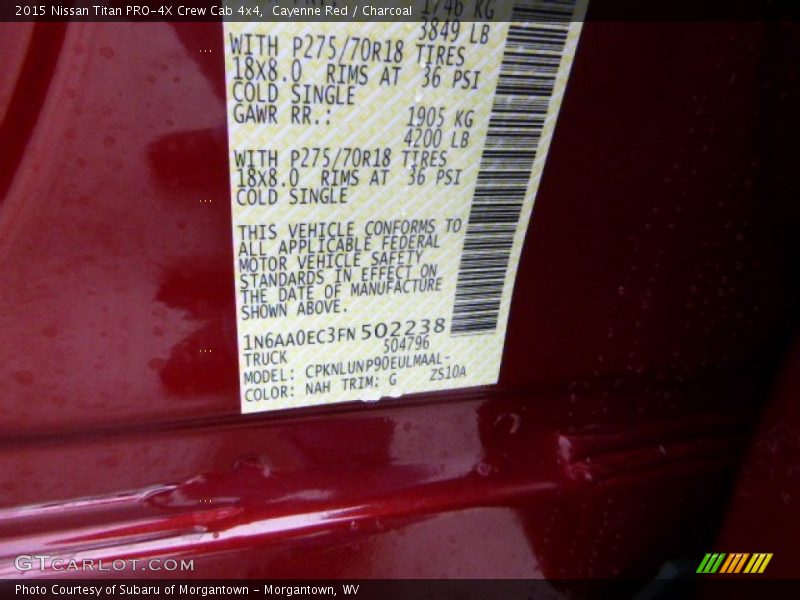 2015 Nissan Titan PRO-4X Crew Cab 4x4,  Cayenne Red / Charcoal
1746 KG
3849 LB
WITH P275/70R18 TIRES
18X8.0 RIMS AT 36 PSI
COLD SINGLE
GAWR RR.:
1905 KG
4200 LB
WITH P275/70R18 TIRES
18X8.0 RIMS AT 36 PSI
COLD SINGLE
THIS VEHICLE CONFORMS TO
ALL APPLICABLE FEDERAL
MOTOR VEHICLE SAFETY
STANDARDS IN EFFECT ON
THE DATE OF MANUFACTURE
SHOWN ABOVE.
1N6AA0EC3FN502238
TRUCK 504796
MODEL: CPKNLUNP90EULMAAL-
COLOR: NAH TRIM: G ZS10A
GTCARLOT.COM
Photo Courtesy of Subaru of Morgantown - Morgantown, WV